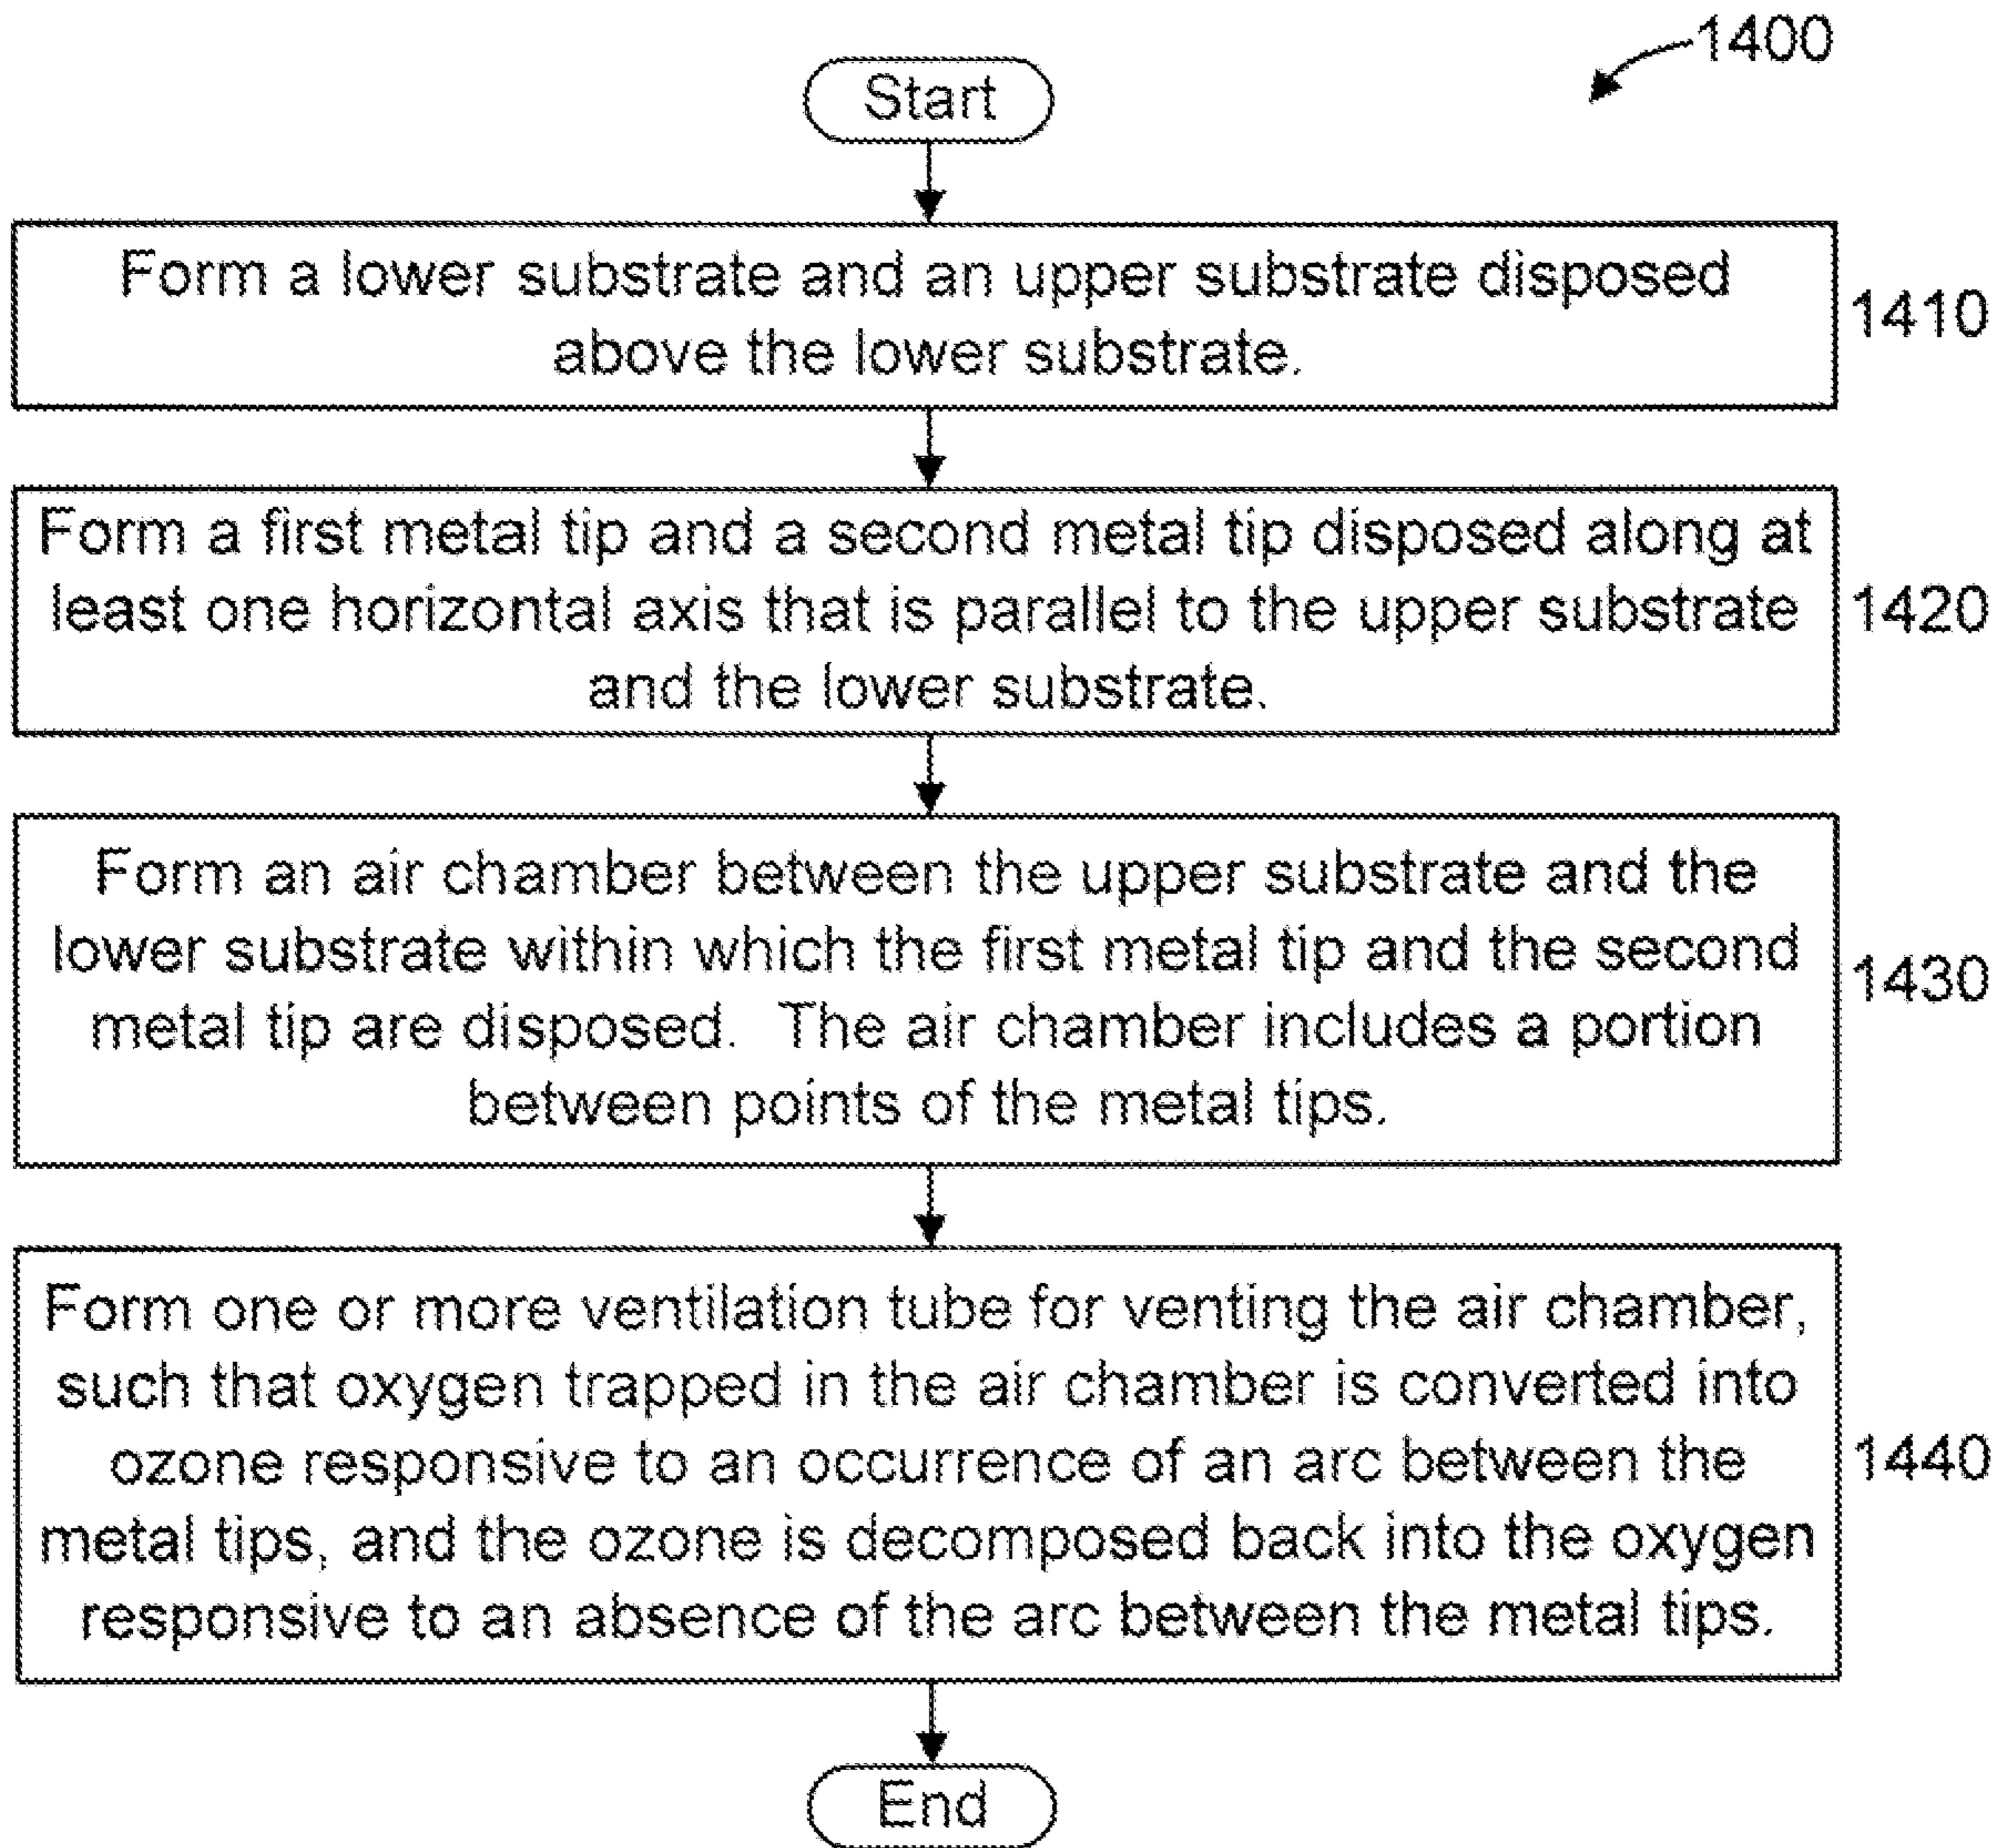 1400
Start
Form a lower substrate and an upper substrate disposed
above the lower substrate.
1410
Form a first metal tip and a second metal tip disposed along at
least one horizontal axis that is parallel to the upper substrate
and the lower substrate.
1420
Form an air chamber between the upper substrate and the
lower substrate within which the first metal tip and the second
metal tip are disposed.  The air chamber includes a portion
between points of the metal tips.
1430
Form one or more ventilation tube for venting the air chamber,
such that oxygen trapped in the air chamber is converted into
ozone responsive to an occurrence of an arc between the
metal tips, and the ozone is decomposed back into the oxygen
responsive to an absence of the arc between the metal tips.
1440
End